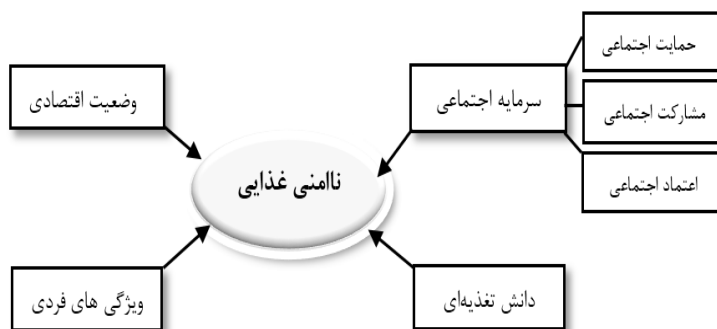 حمایت اجتماعی
وضعیت اقتصادی
سرمایه اجتماعی
مشارکت اجتماعی
ناامنی غذایی
اعتماد اجتماعی
ویژگی های فردی
دانش تغذیه‌ای